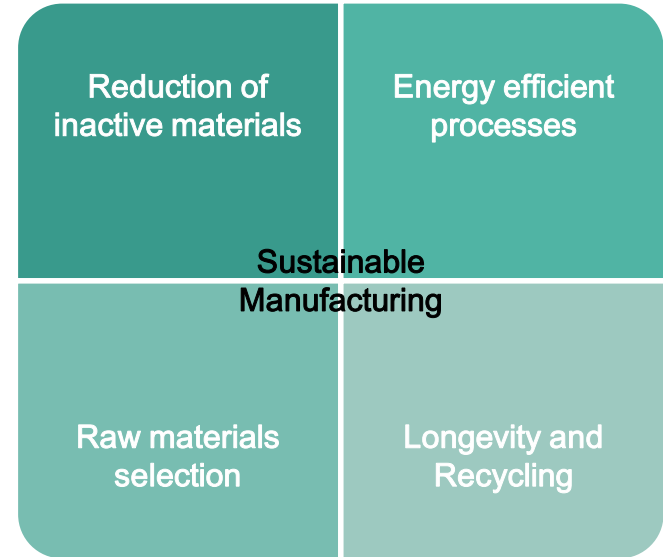 Reduction of
inactive materials
Energy efficient
processes
Sustainable
Manufacturing
Raw materials
selection
Longevity and
Recycling